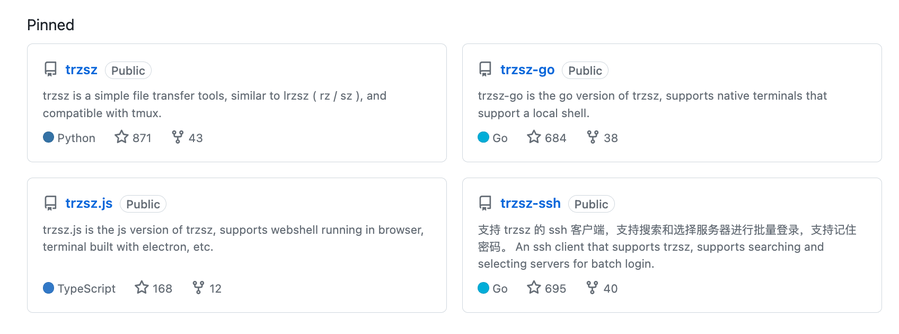 Pinned
trzsz Public
trzsz is a simple file transfer tools, similar to lrzsz ( rz / sz ), and
compatible with tmux.
Python 871 43
trzsz-go Public
trzsz-go is the go version of trzsz, supports native terminals that
support a local shell.
Go 684 38
trzsz.js Public
trzsz.js is the js version of trzsz, supports webshell running in browser,
terminal built with electron, etc.
TypeScript 168 12
trzsz-ssh Public
支持 trzsz 的 ssh 客户端，支持搜索和选择服务器进行批量登录，支持记住
密码。 An ssh client that supports trzsz, supports searching and
selecting servers for batch login.
Go 695 40